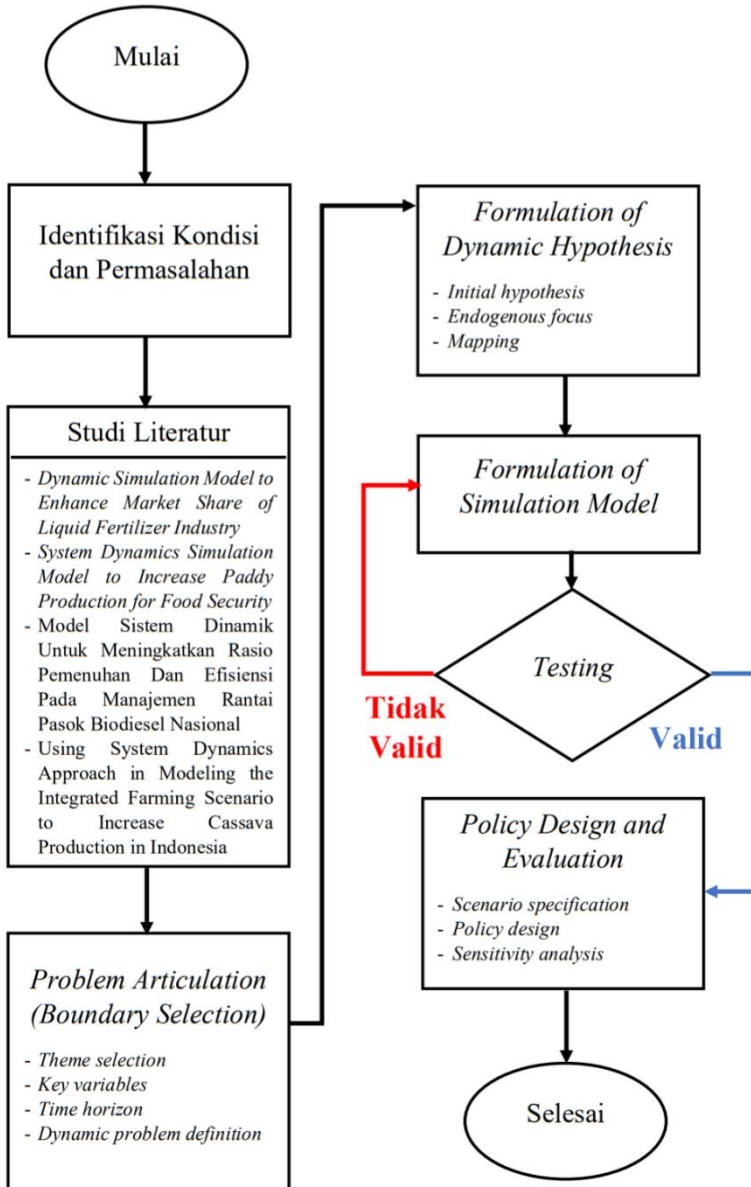 Mulai
Identifikasi Kondisi
dan Permasalahan
Studi Literatur
- Dynamic Simulation Model to
Enhance Market Share of
Liquid Fertilizer Industry
- System Dynamics Simulation
Model to Increase Paddy
Production for Food Security
- Model Sistem Dinamik
Untuk Meningkatkan Rasio
Pemenuhan Dan Efisiensi
Pada Manajemen Rantai
Pasok Biodiesel Nasional
- Using System Dynamics
Approach in Modeling the
Integrated Farming Scenario
to Increase Cassava
Production in Indonesia
Problem Articulation
(Boundary Selection)
- Theme selection
- Key variables
- Time horizon
- Dynamic problem definition
Formulation of
Dynamic Hypothesis
- Initial hypothesis
- Endogenous focus
- Mapping
Formulation of
Simulation Model
Testing
Tidak
Valid
Valid
Policy Design and
Evaluation
- Scenario specification
- Policy design
- Sensitivity analysis
Selesai